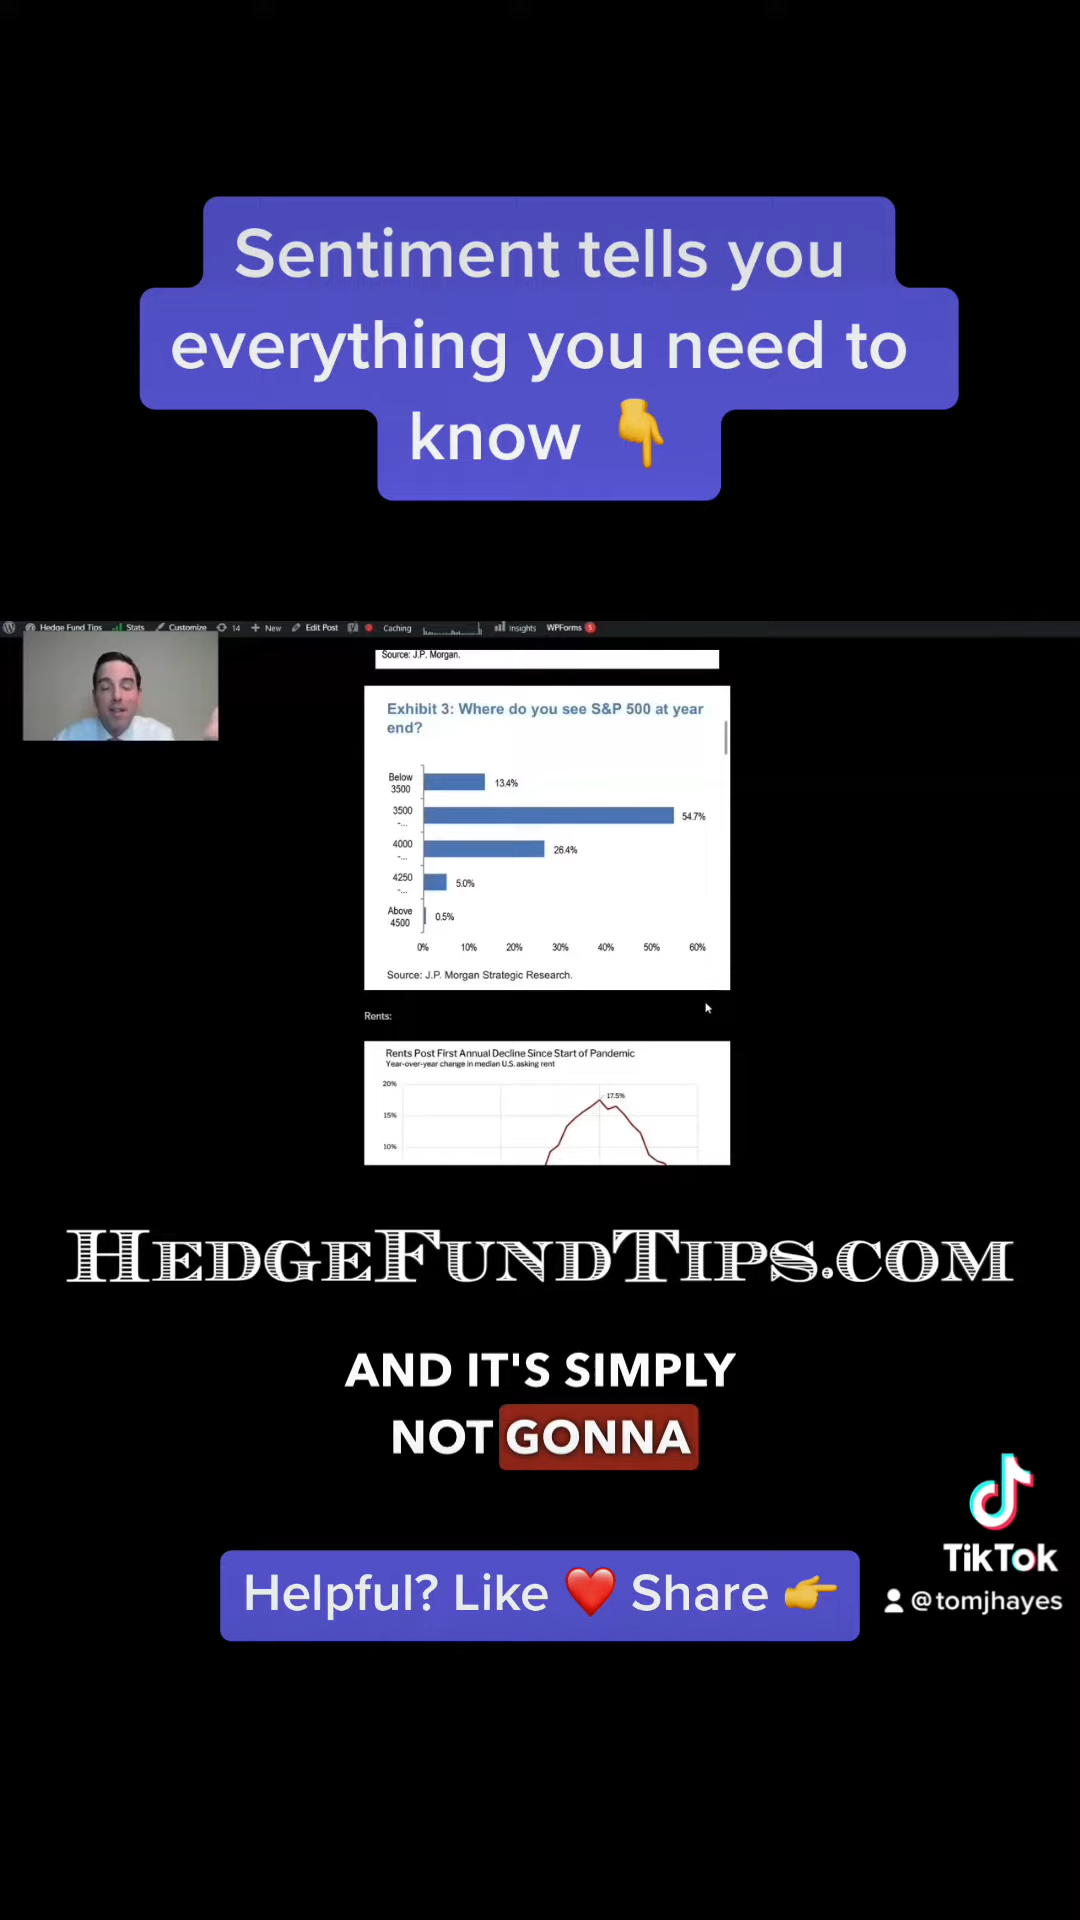 Sentiment tells you
everything you need to
know 👇
Hedge Fund Tips Stats Customize 14 New Edit Post Caching Insights WPForms 5
Source: J.P. Morgan.
Exhibit 3: Where do you see S&P 500 at year
end?
Below
3500
13.4%
3500
-...
54.7%
4000
-...
26.4%
4250
-...
5.0%
Above
4500
0.5%
0% 10% 20% 30% 40% 50% 60%
Source: J.P. Morgan Strategic Research.
Rents:
Rents Post First Annual Decline Since Start of Pandemic
Year-over-year change in median U.S. asking rent
20%
17.5%
15%
10%
HEDGEFUNDTIPS.COM
AND IT'S SIMPLY
NOT GONNA
TikTok
Helpful? Like ❤️ Share 👉
@tomjhayes